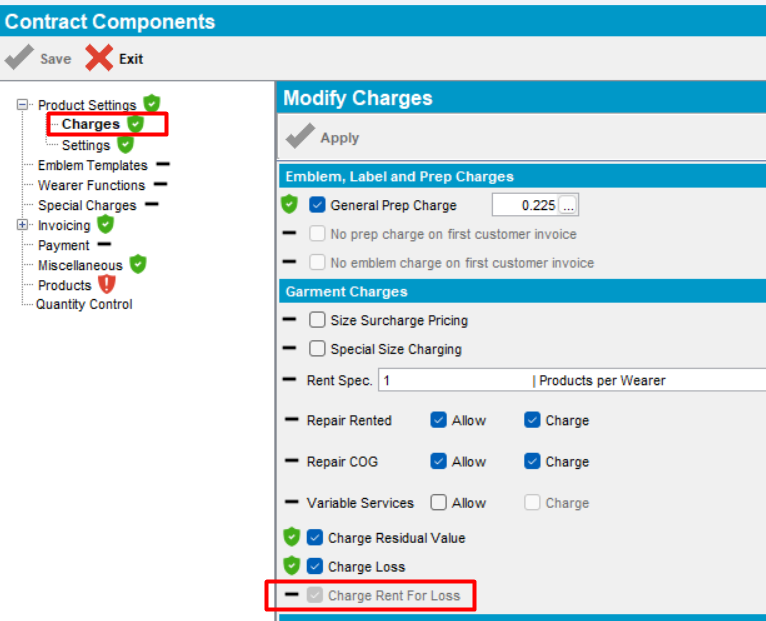 Contract Components
Save Exit
Product Settings
Charges
Settings
Emblem Templates
Wearer Functions
Special Charges
Invoicing
Payment
Miscellaneous
Products
Quantity Control
Modify Charges
Apply
Emblem, Label and Prep Charges
General Prep Charge 0.225 ...
No prep charge on first customer invoice
No emblem charge on first customer invoice
Garment Charges
Size Surcharge Pricing
Special Size Charging
Rent Spec. 1 | Products per Wearer
Repair Rented Allow Charge
Repair COG Allow Charge
Variable Services Allow Charge
Charge Residual Value
Charge Loss
Charge Rent For Loss